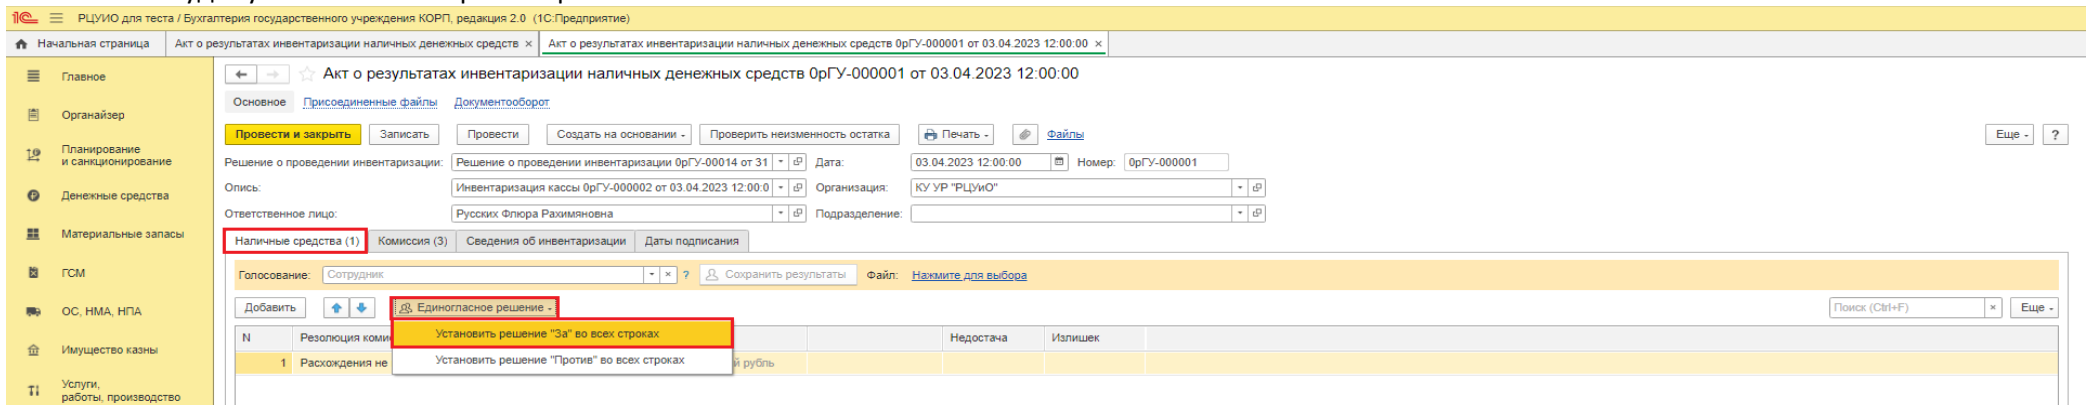 РЦУИО для теста / Бухгалтерия государственного учреждения КОРП, редакция 2.0 (1С:Предприятие)
Начальная страница Акт о результатах инвентаризации наличных денежных средств × Акт о результатах инвентаризации наличных денежных средств 0рГУ-000001 от 03.04.2023 12:00:00 ×
Главное
Органайзер
Планирование
и санкционирование
Денежные средства
Материальные запасы
ГСМ
ОС, НМА, НПА
Имущество казны
Услуги,
работы, производство
Акт о результатах инвентаризации наличных денежных средств 0рГУ-000001 от 03.04.2023 12:00:00
Основное Присоединенные файлы Документооборот
Провести и закрыть Записать Провести Создать на основании Проверить неизменность остатка Печать Файлы Еще ?
Решение о проведении инвентаризации: Решение о проведении инвентаризации 0рГУ-00014 от 31 Дата: 03.04.2023 12:00:00 Номер: 0рГУ-000001
Опись: Инвентаризация кассы 0рГУ-000002 от 03.04.2023 12:00:0 Организация: КУ УР "РЦУиО"
Ответственное лицо: Русских Флюра Рахимяновна Подразделение:
Наличные средства (1) Комиссия (3) Сведения об инвентаризации Даты подписания
Голосование: Сотрудник × ? Сохранить результаты Файл: Нажмите для выбора
Добавить Единогласное решение Поиск (Ctrl+F) × Еще
N Резолюция коми Недостача Излишек
Установить решение "За" во всех строках
1 Расхождения не й рубль
Установить решение "Против" во всех строках